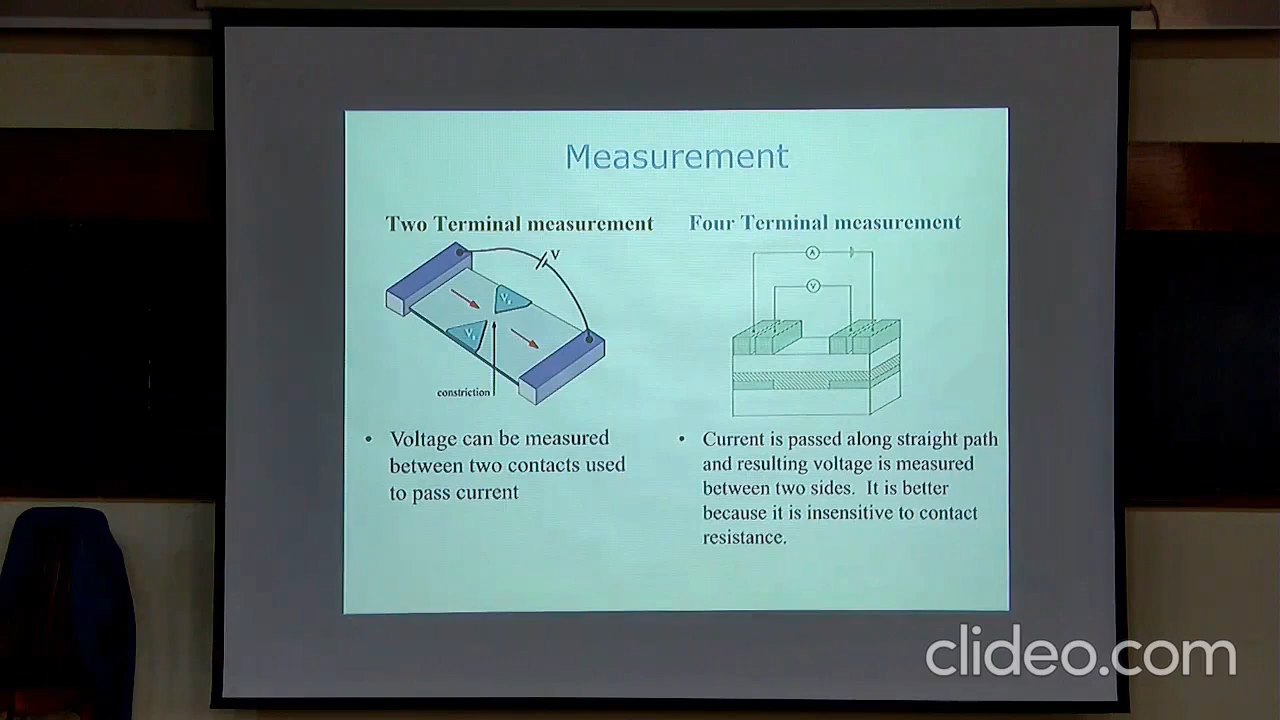 Measurement
Two Terminal measurement
Four Terminal measurement
V
A
V
constriction
• Voltage can be measured
between two contacts used
to pass current
• Current is passed along straight path
and resulting voltage is measured
between two sides. It is better
because it is insensitive to contact
resistance.
clideo.com